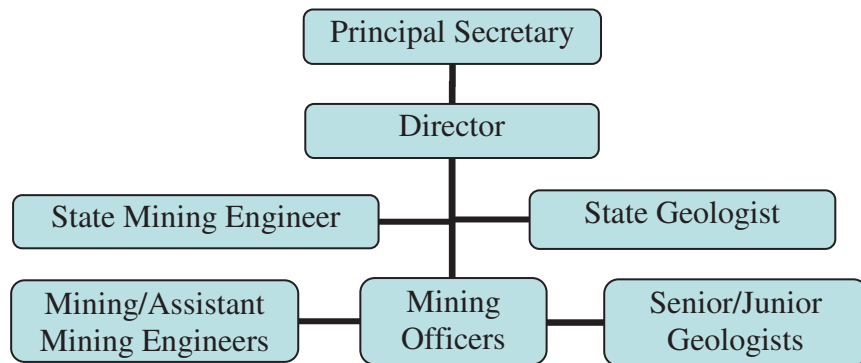 Principal Secretary
Director
State Mining Engineer
State Geologist
Mining/Assistant
Mining Engineers
Mining
Officers
Senior/Junior
Geologists